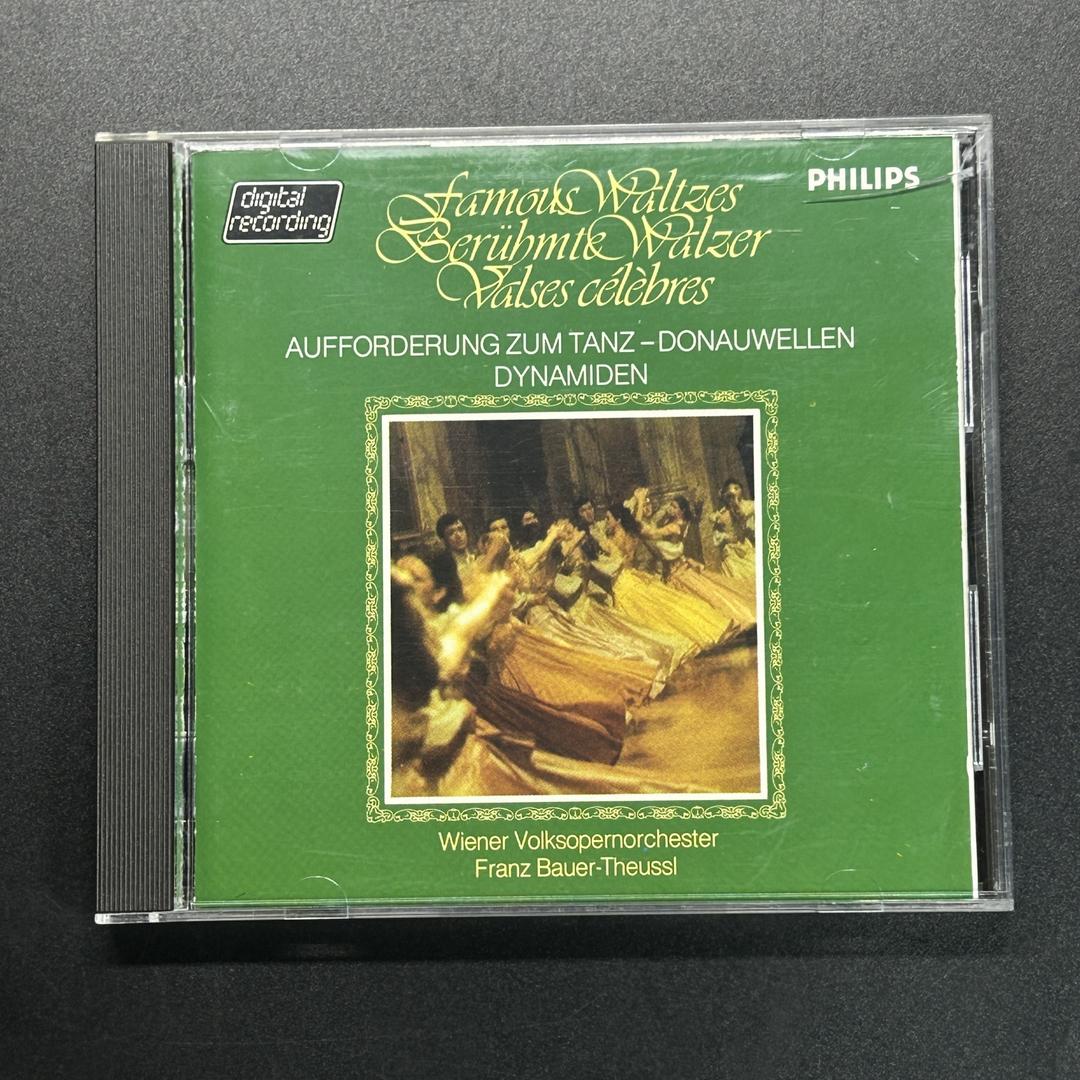 digital
recording
PHILIPS
Famous Waltzes
Berühmte Walzer
Valses célèbres
AUFFORDERUNG ZUM TANZ – DONAUWELLEN
DYNAMIDEN
Wiener Volksopernorchester
Franz Bauer-Theussl